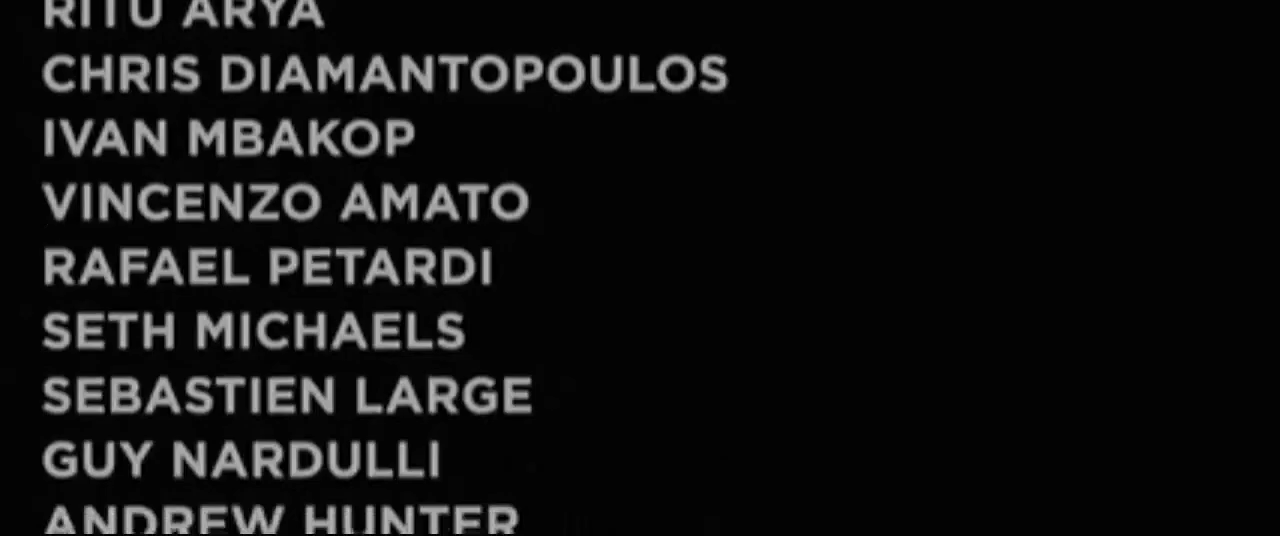 RITU ARYA
CHRIS DIAMANTOPOULOS
IVAN MBAKOP
VINCENZO AMATO
RAFAEL PETARDI
SETH MICHAELS
SEBASTIEN LARGE
GUY NARDULLI
ANDREW HUNTER